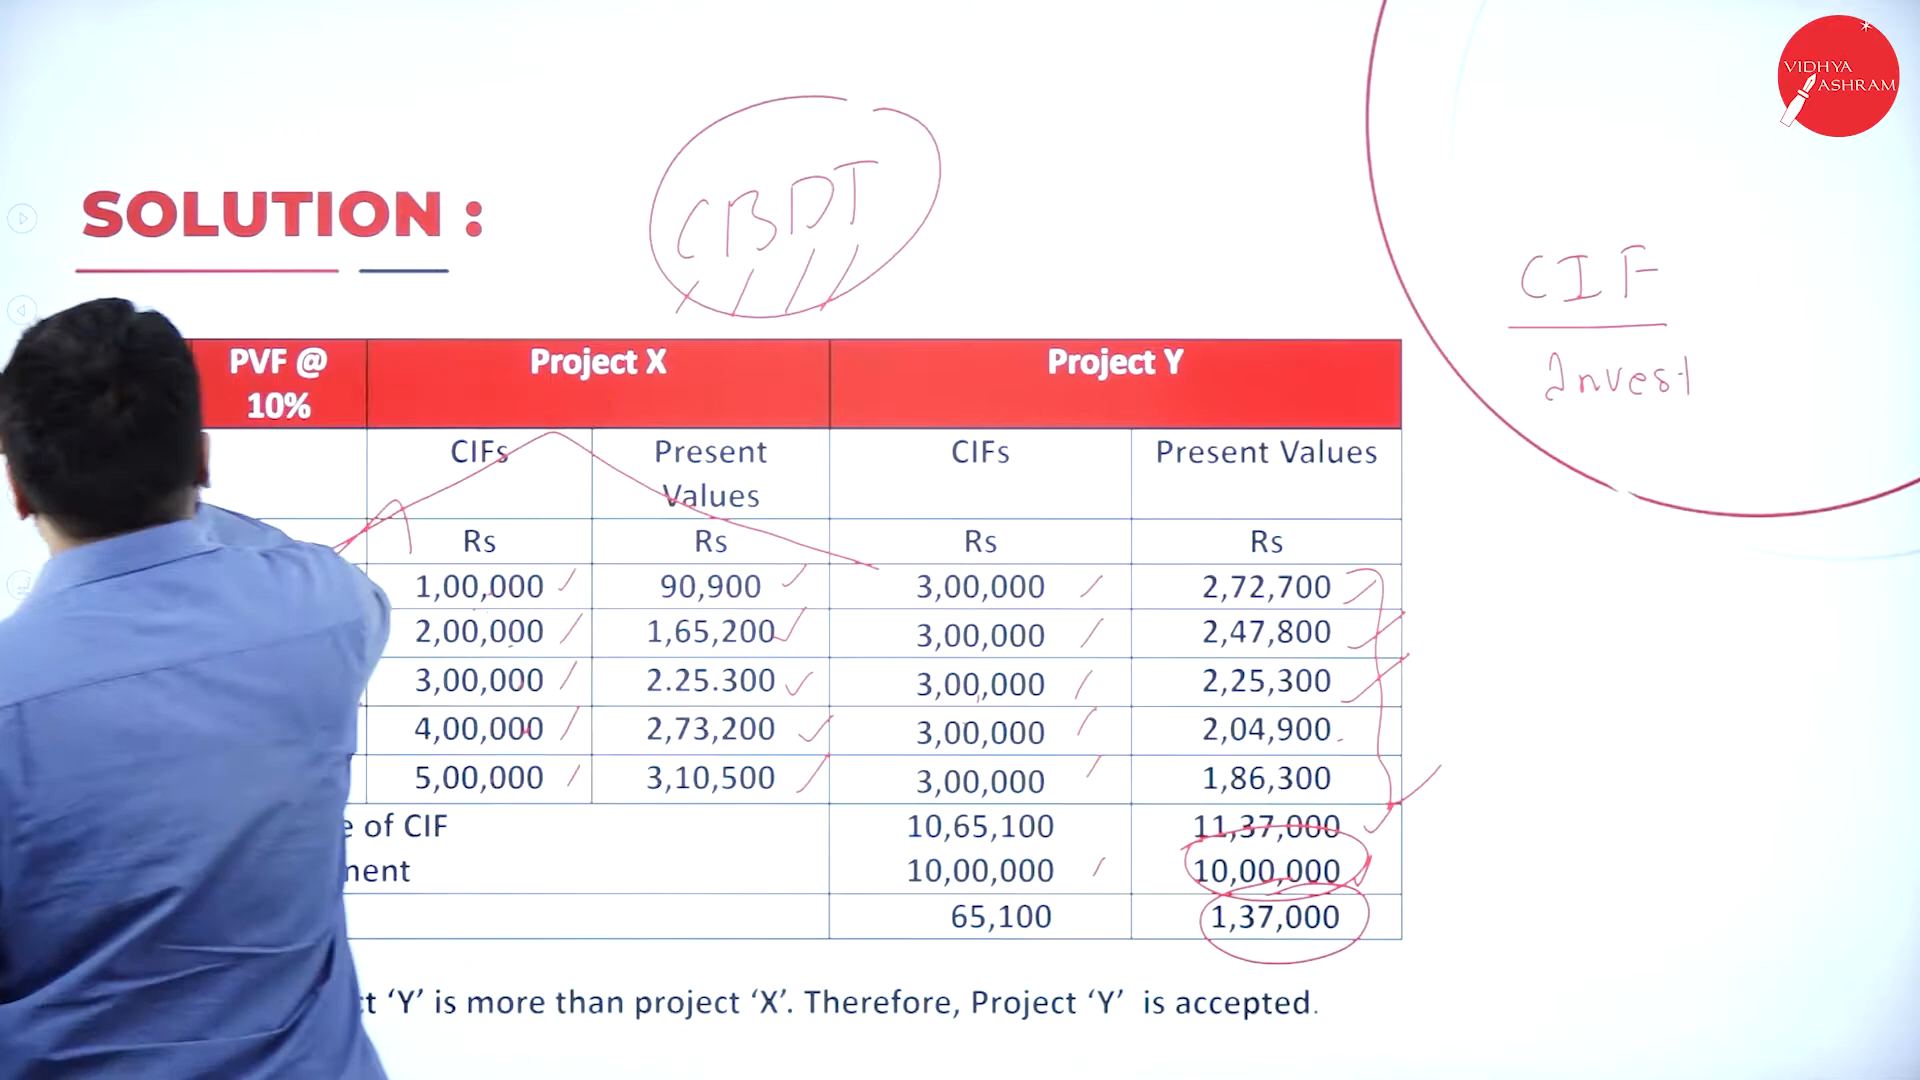 VIDHYA
ASHRAM
CBDT
SOLUTION :
CIF
Invest
PVF @ 10%
Project X
Project Y
CIFs
Present Values
CIFs
Present Values
Rs
Rs
Rs
Rs
1,00,000 90,900 3,00,000 2,72,700
2,00,000 1,65,200 3,00,000 2,47,800
3,00,000 2.25.300 3,00,000 2,25,300
4,00,000 2,73,200 3,00,000 2,04,900
5,00,000 3,10,500 3,00,000 1,86,300
of CIF 10,65,100 11,37,000
10,00,000 10,00,000
65,100 1,37,000
‘Y’ is more than project ‘X’. Therefore, Project ‘Y’ is accepted.